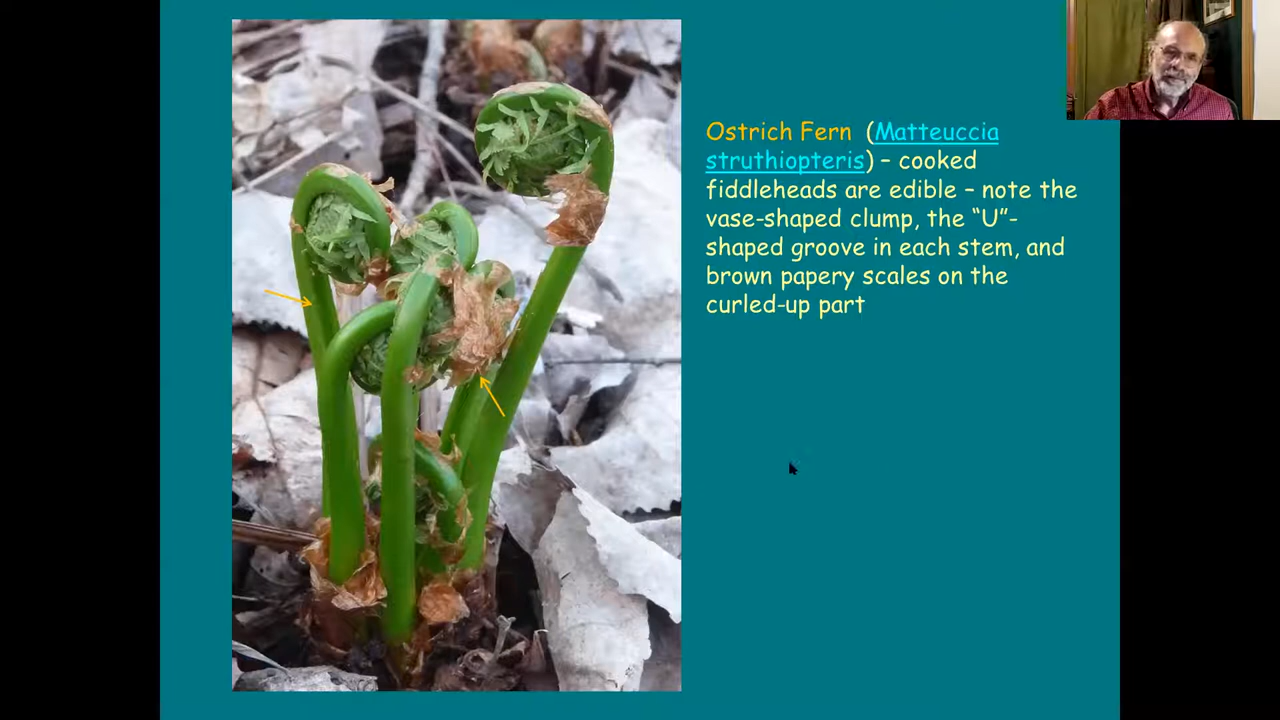 Ostrich Fern (Matteuccia
struthiopteris) – cooked
fiddleheads are edible – note the
vase-shaped clump, the “U”-
shaped groove in each stem, and
brown papery scales on the
curled-up part